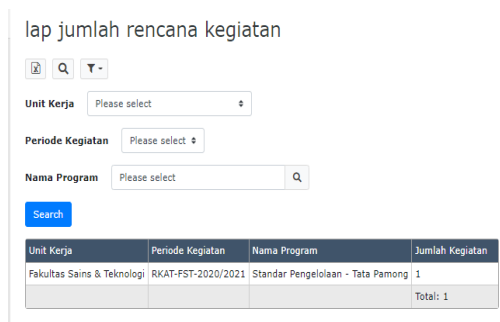 lap jumlah rencana kegiatan
Unit Kerja Please select
Periode Kegiatan Please select
Nama Program Please select
Search
Unit Kerja Periode Kegiatan Nama Program Jumlah Kegiatan
Fakultas Sains & Teknologi RKAT-FST-2020/2021 Standar Pengelolaan - Tata Pamong 1
Total: 1